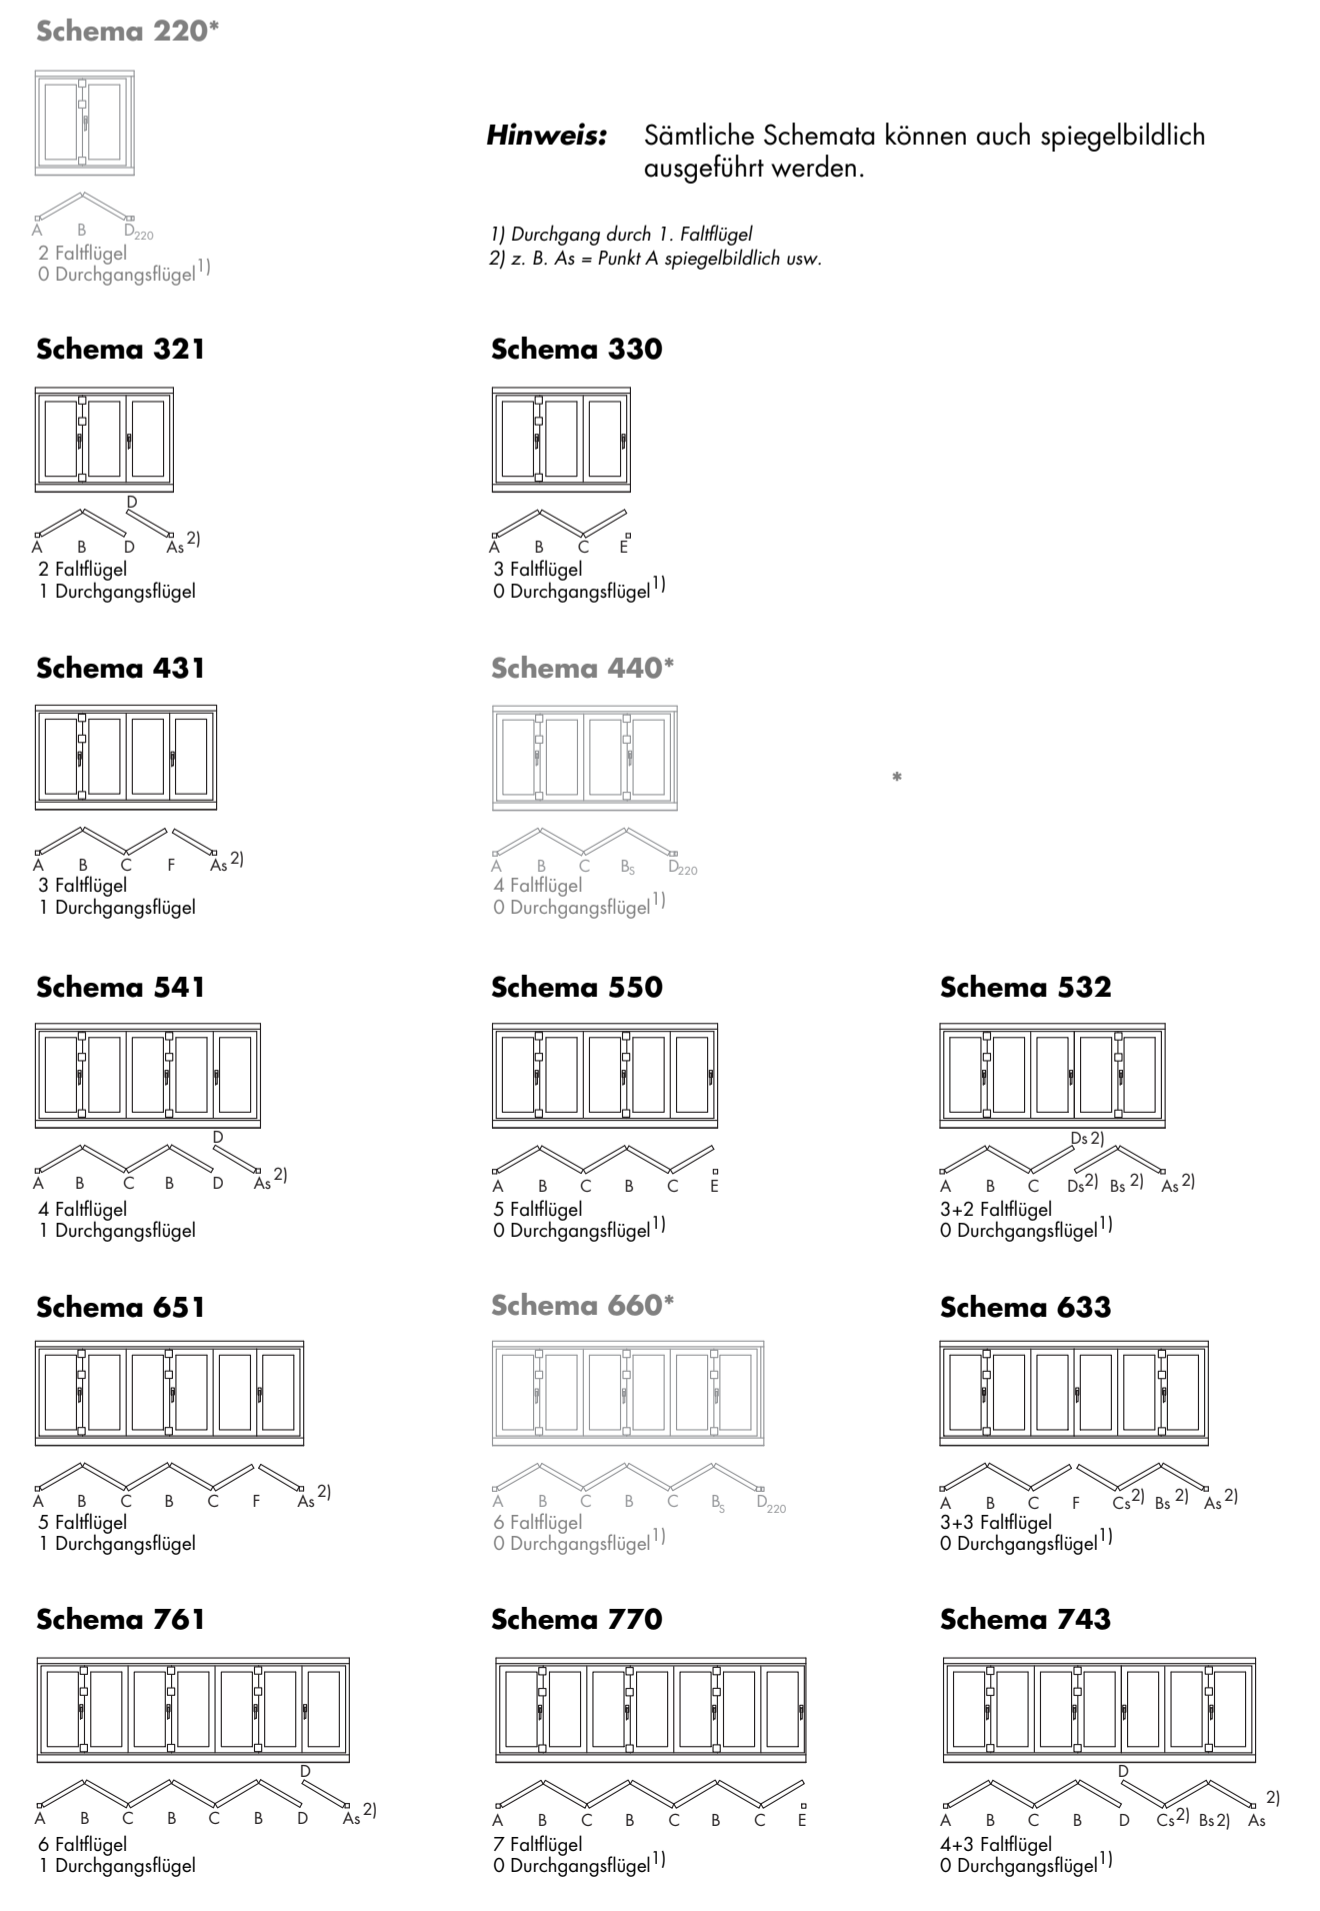 Schema 220*
Hinweis: Sämtliche Schemata können auch spiegelbildlich
ausgeführt werden.
A B D220
2 Faltflügel
0 Durchgangsflügel1)
1) Durchgang durch 1. Faltflügel
2) z. B. As = Punkt A spiegelbildlich usw.
Schema 321
D
A B D As 2)
2 Faltflügel
1 Durchgangsflügel
Schema 330
A B C E
3 Faltflügel
0 Durchgangsflügel1)
Schema 431
A B C F As 2)
3 Faltflügel
1 Durchgangsflügel
Schema 440*
A B C BS D220
4 Faltflügel
0 Durchgangsflügel1)
*
Schema 541
D
A B C B D As 2)
4 Faltflügel
1 Durchgangsflügel
Schema 550
A B C B C E
5 Faltflügel
0 Durchgangsflügel1)
Schema 532
Ds 2)
A B C Ds2) Bs 2) As 2)
3+2 Faltflügel
0 Durchgangsflügel1)
Schema 651
A B C B C F As 2)
5 Faltflügel
1 Durchgangsflügel
Schema 660*
A B C B C BS D220
6 Faltflügel
0 Durchgangsflügel1)
Schema 633
A B C F Cs2) Bs 2) As 2)
3+3 Faltflügel
0 Durchgangsflügel1)
Schema 761
D
A B C B C B D As 2)
6 Faltflügel
1 Durchgangsflügel
Schema 770
A B C B C B C E
7 Faltflügel
0 Durchgangsflügel1)
Schema 743
D
A B C B D Cs2) Bs2) As 2)
4+3 Faltflügel
0 Durchgangsflügel1)